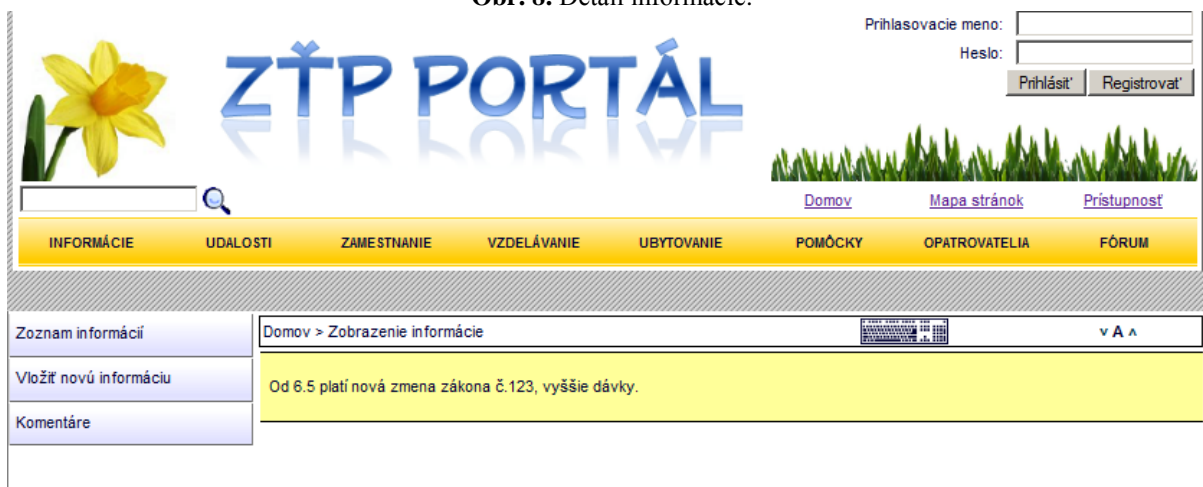 Obr. 8. Detail informácie.
Prihlasovacie meno:
Heslo:
Prihlásiť Registrovať
ZŤP PORTÁL
Domov Mapa stránok Prístupnosť
INFORMÁCIE UDALOSTI ZAMESTNANIE VZDELÁVANIE UBYTOVANIE POMÔCKY OPATROVATELIA FÓRUM
Zoznam informácií
Domov > Zobrazenie informácie
v A ʌ
Vložiť novú informáciu
Od 6.5 platí nová zmena zákona č.123, vyššie dávky.
Komentáre